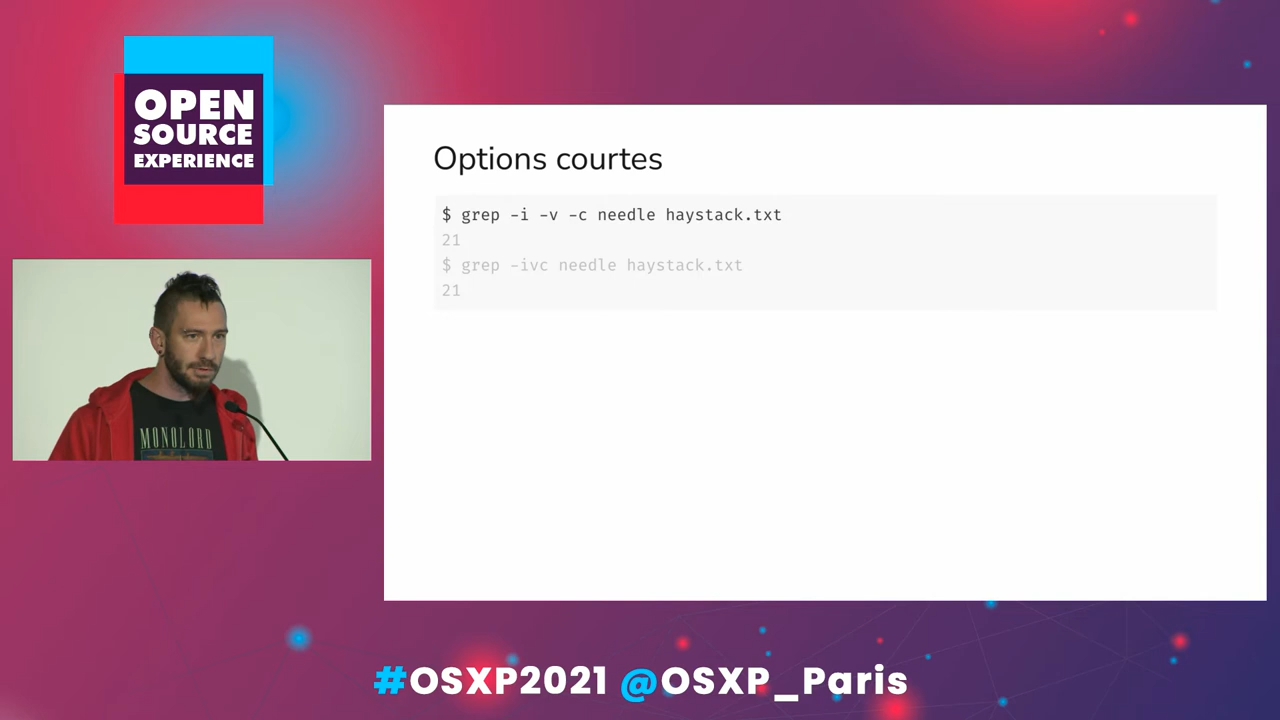 OPEN
SOURCE
EXPERIENCE
Options courtes
$ grep -i -v -c needle haystack.txt
21
$ grep -ivc needle haystack.txt
21
MONOLORD
#OSXP2021 @OSXP_Paris